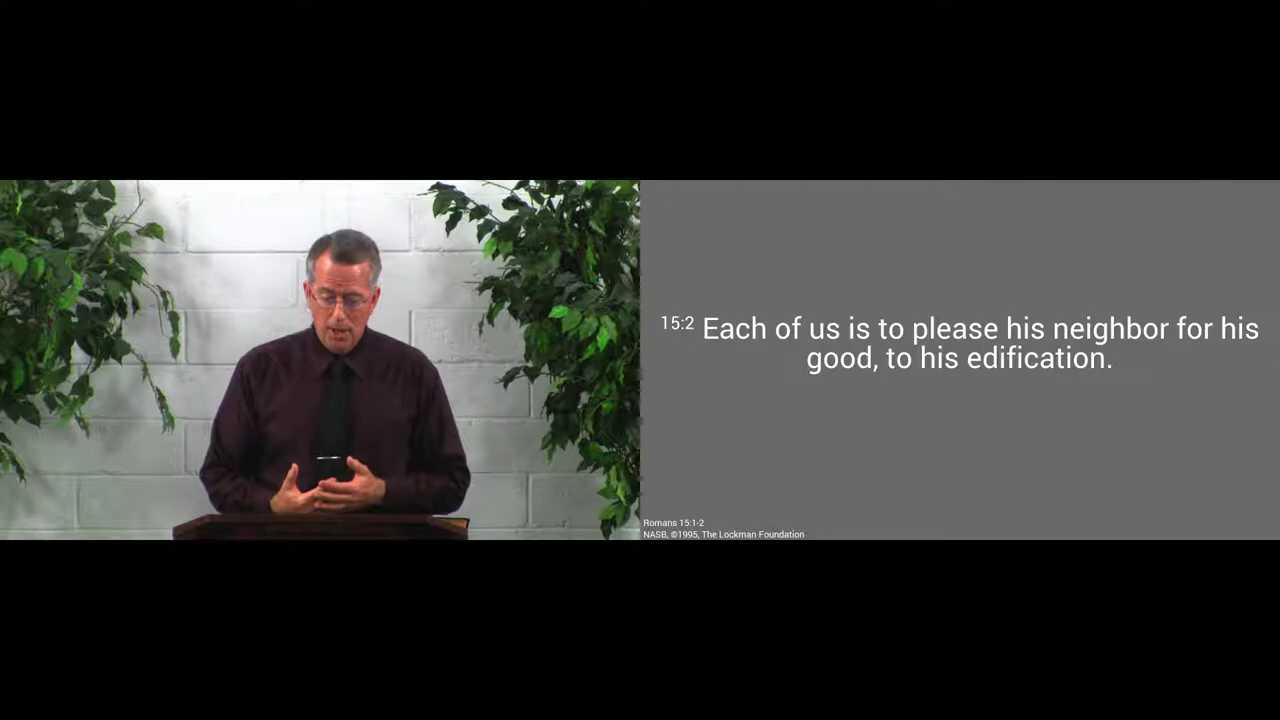 15:2 Each of us is to please his neighbor for his
good, to his edification.
Romans 15:1-2
NASB, ©1995, The Lockman Foundation